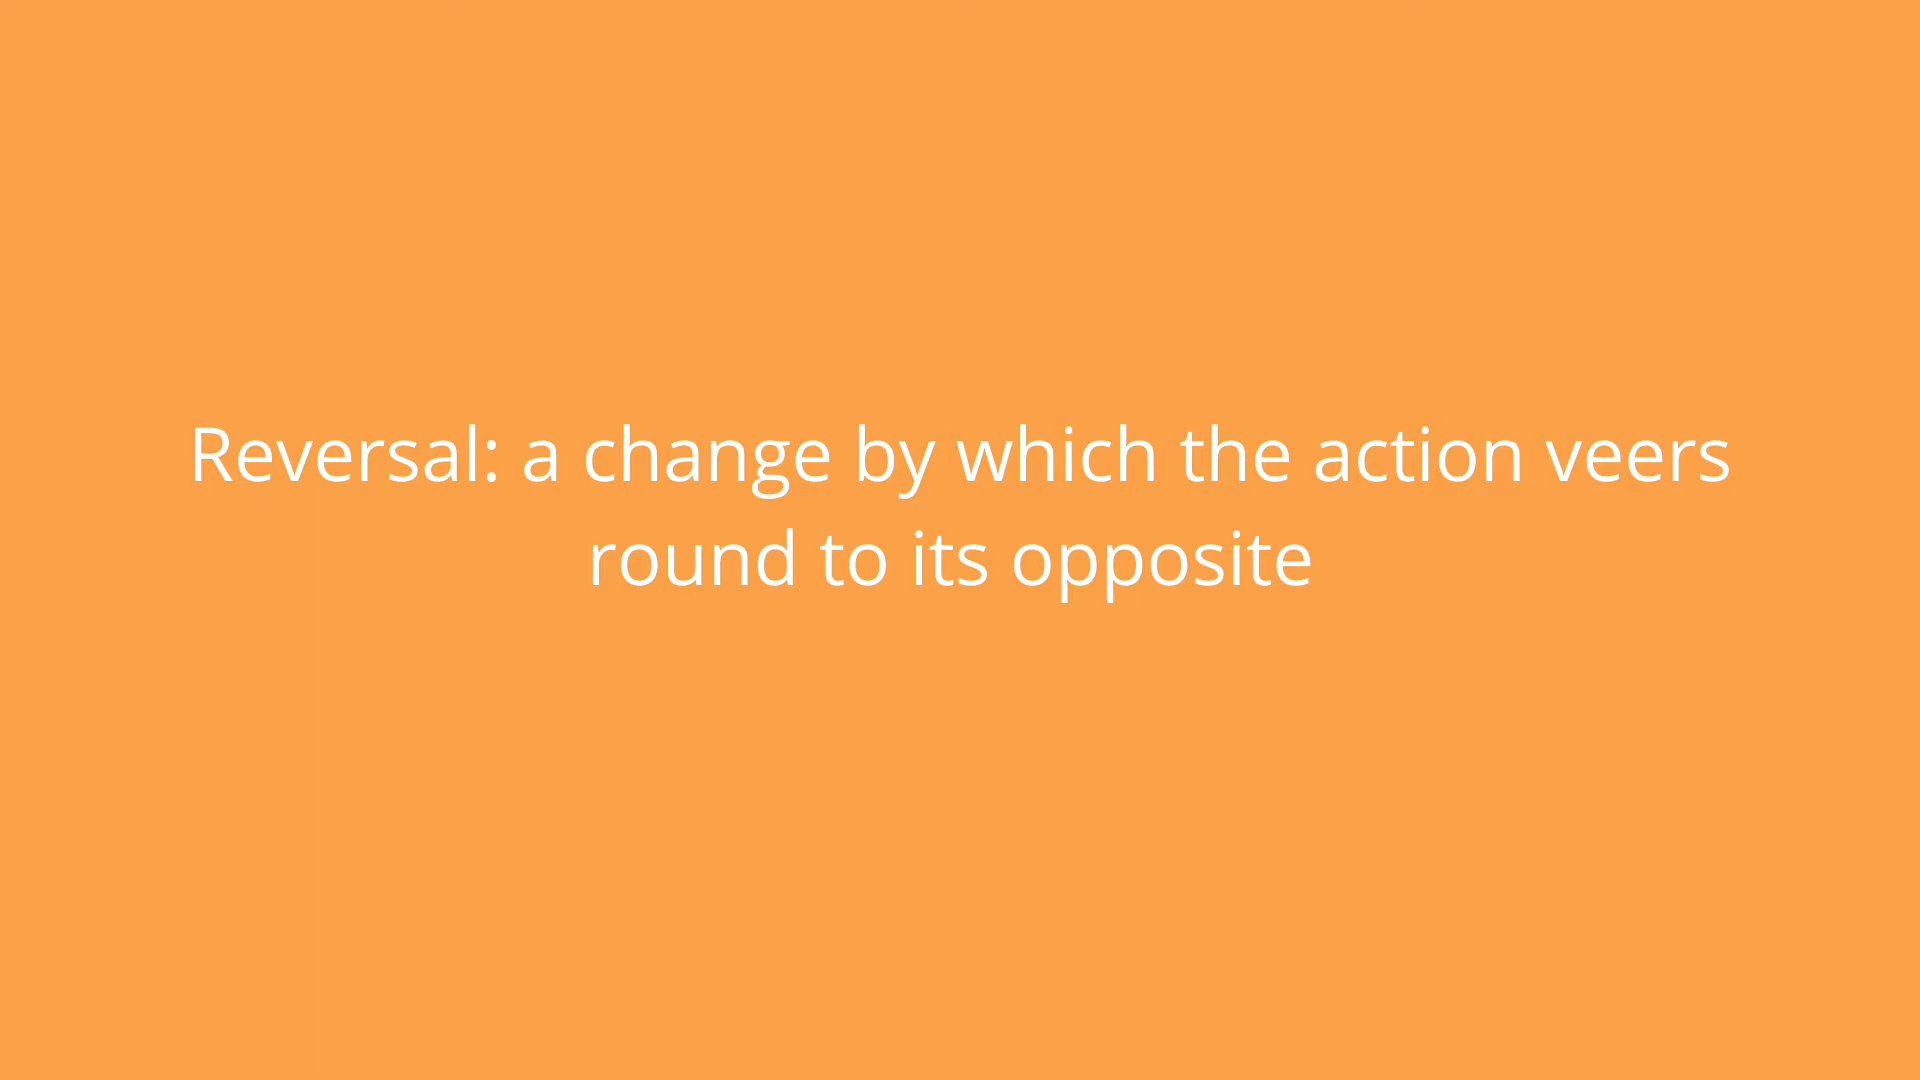 Reversal: a change by which the action veers
round to its opposite